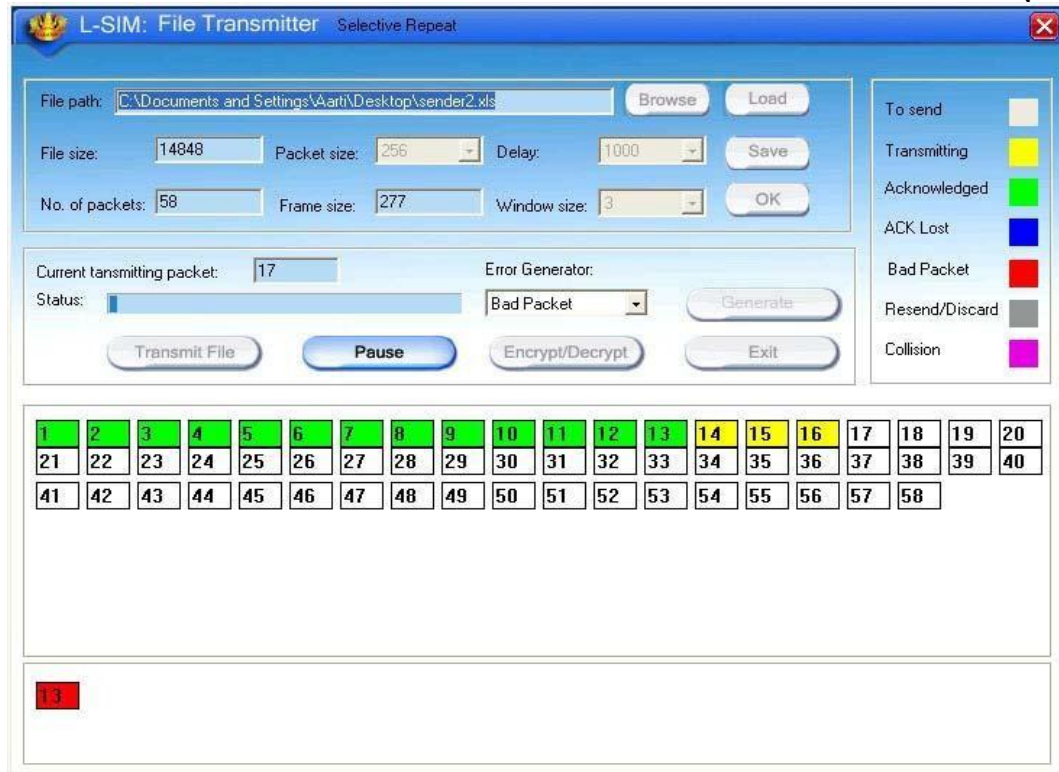 L-SIM: File Transmitter Selective Repeat
File path: C:\Documents and Settings\Aarti\Desktop\sender2.xls Browse Load
File size: 14848 Packet size: 256 Delay: 1000 Save
No. of packets: 58 Frame size: 277 Window size: 3 OK
To send
Transmitting
Acknowledged
ACK Lost
Bad Packet
Resend/Discard
Collision
Current tansmitting packet: 17 Error Generator:
Status: Bad Packet Generate
Transmit File Pause Encrypt/Decrypt Exit
1 2 3 4 5 6 7 8 9 10 11 12 13 14 15 16 17 18 19 20
21 22 23 24 25 26 27 28 29 30 31 32 33 34 35 36 37 38 39 40
41 42 43 44 45 46 47 48 49 50 51 52 53 54 55 56 57 58
13